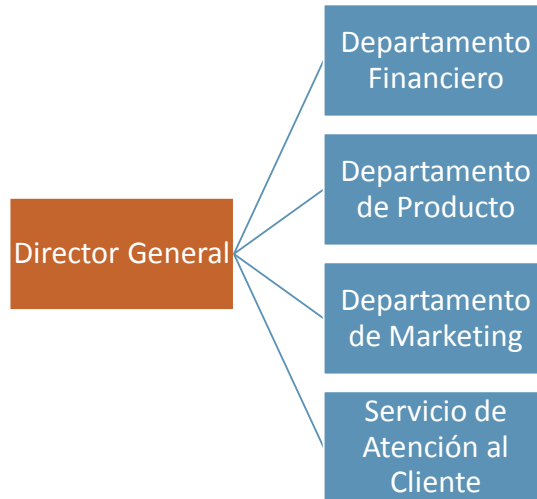 Director General
Departamento
Financiero
Departamento
de Producto
Departamento
de Marketing
Servicio de
Atención al
Cliente